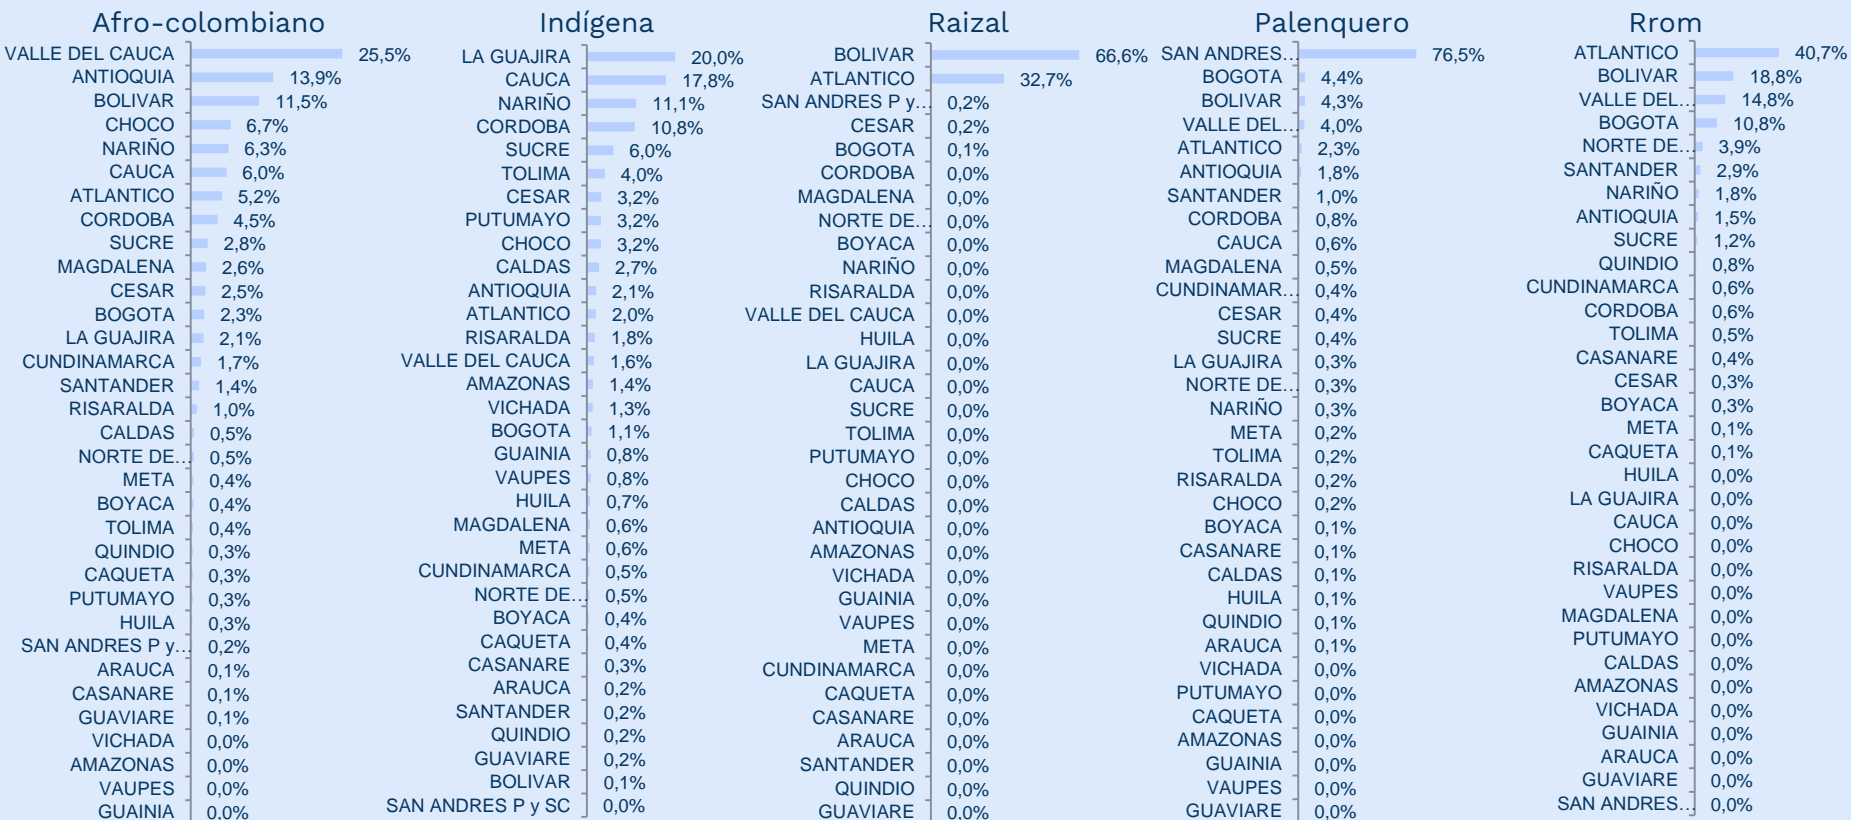 Afro-colombiano
VALLE DEL CAUCA 25,5%
ANTIOQUIA 13,9%
BOLIVAR 11,5%
CHOCO 6,7%
NARIÑO 6,3%
CAUCA 6,0%
ATLANTICO 5,2%
CORDOBA 4,5%
SUCRE 2,8%
MAGDALENA 2,6%
CESAR 2,5%
BOGOTA 2,3%
LA GUAJIRA 2,1%
CUNDINAMARCA 1,7%
SANTANDER 1,4%
RISARALDA 1,0%
CALDAS 0,5%
NORTE DE... 0,5%
META 0,4%
BOYACA 0,4%
TOLIMA 0,4%
QUINDIO 0,3%
CAQUETA 0,3%
PUTUMAYO 0,3%
HUILA 0,3%
SAN ANDRES P y... 0,2%
ARAUCA 0,1%
CASANARE 0,1%
GUAVIARE 0,1%
VICHADA 0,0%
AMAZONAS 0,0%
VAUPES 0,0%
GUAINIA 0,0%
Indígena
LA GUAJIRA 20,0%
CAUCA 17,8%
NARIÑO 11,1%
CORDOBA 10,8%
SUCRE 6,0%
TOLIMA 4,0%
CESAR 3,2%
PUTUMAYO 3,2%
CHOCO 3,2%
CALDAS 2,7%
ANTIOQUIA 2,1%
ATLANTICO 2,0%
RISARALDA 1,8%
VALLE DEL CAUCA 1,6%
AMAZONAS 1,4%
VICHADA 1,3%
BOGOTA 1,1%
GUAINIA 0,8%
VAUPES 0,8%
HUILA 0,7%
MAGDALENA 0,6%
META 0,6%
CUNDINAMARCA 0,5%
NORTE DE... 0,5%
BOYACA 0,4%
CAQUETA 0,4%
CASANARE 0,3%
ARAUCA 0,2%
SANTANDER 0,2%
QUINDIO 0,2%
GUAVIARE 0,2%
BOLIVAR 0,1%
SAN ANDRES P y SC 0,0%
Raizal
BOLIVAR 66,6%
ATLANTICO 32,7%
SAN ANDRES P y... 0,2%
CESAR 0,2%
BOGOTA 0,1%
CORDOBA 0,0%
MAGDALENA 0,0%
NORTE DE... 0,0%
BOYACA 0,0%
NARIÑO 0,0%
RISARALDA 0,0%
VALLE DEL CAUCA 0,0%
HUILA 0,0%
LA GUAJIRA 0,0%
CAUCA 0,0%
SUCRE 0,0%
TOLIMA 0,0%
PUTUMAYO 0,0%
CHOCO 0,0%
CALDAS 0,0%
ANTIOQUIA 0,0%
AMAZONAS 0,0%
VICHADA 0,0%
GUAINIA 0,0%
VAUPES 0,0%
META 0,0%
CUNDINAMARCA 0,0%
CAQUETA 0,0%
CASANARE 0,0%
ARAUCA 0,0%
SANTANDER 0,0%
QUINDIO 0,0%
GUAVIARE 0,0%
Palenquero
SAN ANDRES... 76,5%
BOGOTA 4,4%
BOLIVAR 4,3%
VALLE DEL... 4,0%
ATLANTICO 2,3%
ANTIOQUIA 1,8%
SANTANDER 1,0%
CORDOBA 0,8%
CAUCA 0,6%
MAGDALENA 0,5%
CUNDINAMAR... 0,4%
CESAR 0,4%
SUCRE 0,4%
LA GUAJIRA 0,3%
NORTE DE... 0,3%
NARIÑO 0,3%
META 0,2%
TOLIMA 0,2%
RISARALDA 0,2%
CHOCO 0,2%
BOYACA 0,1%
CASANARE 0,1%
CALDAS 0,1%
HUILA 0,1%
QUINDIO 0,1%
ARAUCA 0,1%
VICHADA 0,0%
PUTUMAYO 0,0%
CAQUETA 0,0%
AMAZONAS 0,0%
GUAINIA 0,0%
VAUPES 0,0%
GUAVIARE 0,0%
Rrom
ATLANTICO 40,7%
BOLIVAR 18,8%
VALLE DEL... 14,8%
BOGOTA 10,8%
NORTE DE... 3,9%
SANTANDER 2,9%
NARIÑO 1,8%
ANTIOQUIA 1,5%
SUCRE 1,2%
QUINDIO 0,8%
CUNDINAMARCA 0,6%
CORDOBA 0,6%
TOLIMA 0,5%
CASANARE 0,4%
CESAR 0,3%
BOYACA 0,3%
META 0,1%
CAQUETA 0,1%
HUILA 0,0%
LA GUAJIRA 0,0%
CAUCA 0,0%
CHOCO 0,0%
RISARALDA 0,0%
VAUPES 0,0%
MAGDALENA 0,0%
PUTUMAYO 0,0%
CALDAS 0,0%
AMAZONAS 0,0%
VICHADA 0,0%
GUAINIA 0,0%
ARAUCA 0,0%
GUAVIARE 0,0%
SAN ANDRES... 0,0%